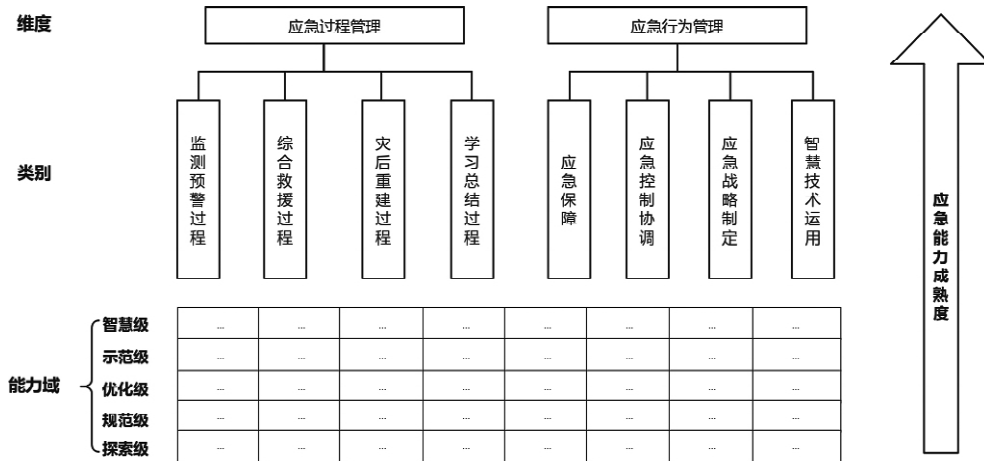 维度
应急过程管理
应急行为管理
类别
监测预警过程
综合救援过程
灾后重建过程
学习总结过程
应急保障
应急控制协调
应急战略制定
智慧技术运用
应急能力成熟度
能力域
智慧级
... ... ... ... ... ... ... ...
示范级
... ... ... ... ... ... ... ...
优化级
... ... ... ... ... ... ... ...
规范级
... ... ... ... ... ... ... ...
探索级
... ... ... ... ... ... ... ...